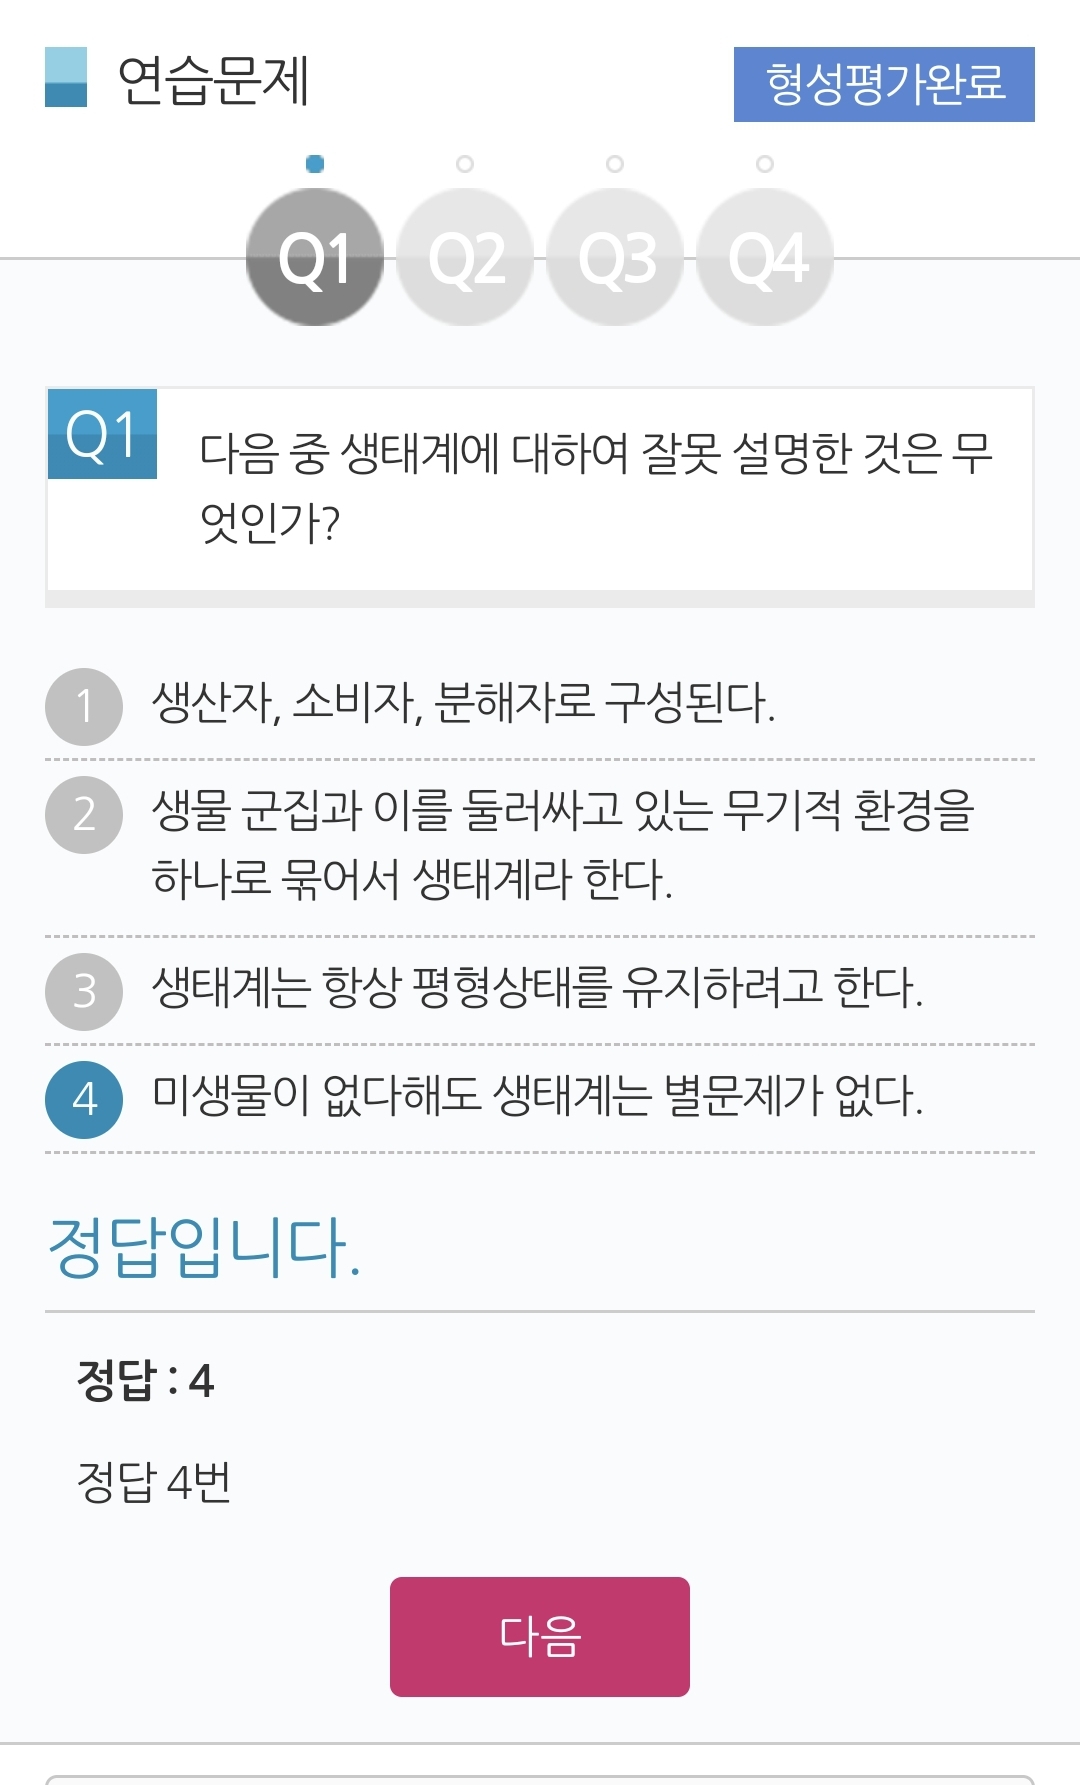 연습문제
형성평가완료
Q1 Q2 Q3 Q4
Q1
다음 중 생태계에 대하여 잘못 설명한 것은 무
엇인가?
1 생산자, 소비자, 분해자로 구성된다.
2 생물 군집과 이를 둘러싸고 있는 무기적 환경을
하나로 묶어서 생태계라 한다.
3 생태계는 항상 평형상태를 유지하려고 한다.
4 미생물이 없다해도 생태계는 별문제가 없다.
정답입니다.
정답 : 4
정답 4번
다음